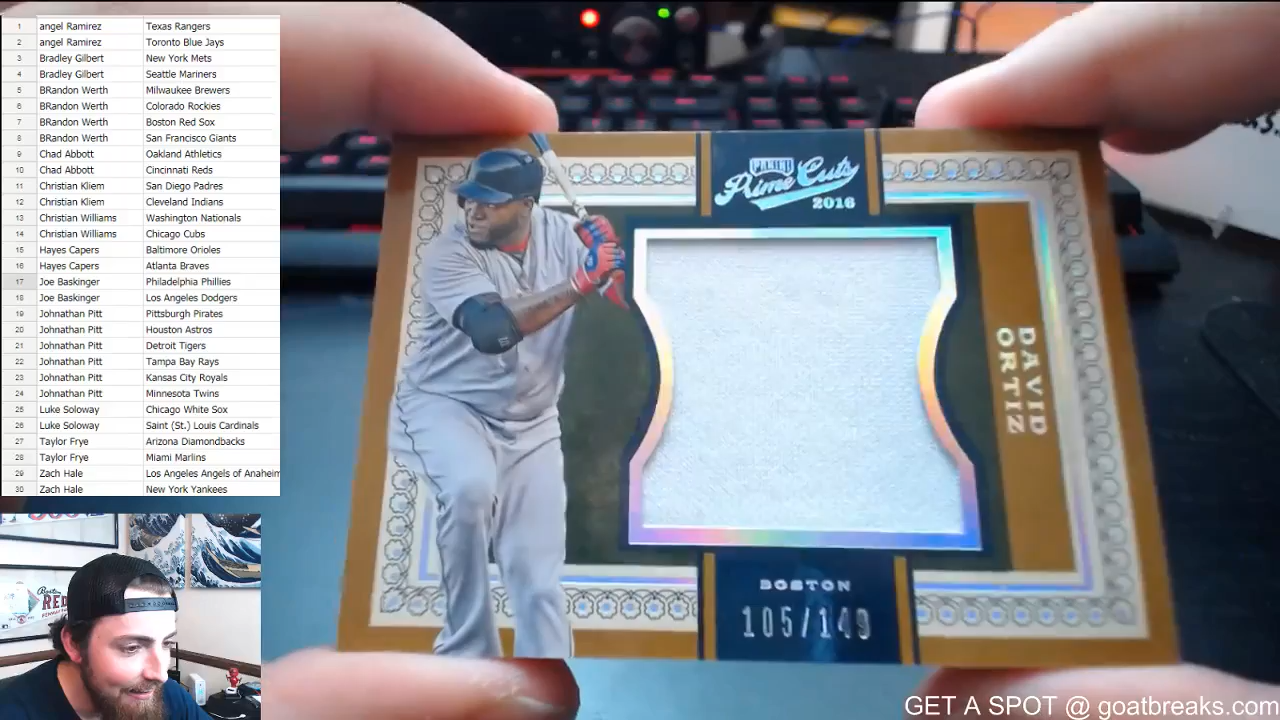 1 angel Ramirez Texas Rangers
2 angel Ramirez Toronto Blue Jays
3 Bradley Gilbert New York Mets
4 Bradley Gilbert Seattle Mariners
5 BRandon Werth Milwaukee Brewers
6 BRandon Werth Colorado Rockies
7 BRandon Werth Boston Red Sox
8 BRandon Werth San Francisco Giants
9 Chad Abbott Oakland Athletics
10 Chad Abbott Cincinnati Reds
11 Christian Kliem San Diego Padres
12 Christian Kliem Cleveland Indians
13 Christian Williams Washington Nationals
14 Christian Williams Chicago Cubs
15 Hayes Capers Baltimore Orioles
16 Hayes Capers Atlanta Braves
17 Joe Baskinger Philadelphia Phillies
18 Joe Baskinger Los Angeles Dodgers
19 Johnathan Pitt Pittsburgh Pirates
20 Johnathan Pitt Houston Astros
21 Johnathan Pitt Detroit Tigers
22 Johnathan Pitt Tampa Bay Rays
23 Johnathan Pitt Kansas City Royals
24 Johnathan Pitt Minnesota Twins
25 Luke Soloway Chicago White Sox
26 Luke Soloway Saint (St.) Louis Cardinals
27 Taylor Frye Arizona Diamondbacks
28 Taylor Frye Miami Marlins
29 Zach Hale Los Angeles Angels of Anaheim
30 Zach Hale New York Yankees
PANINI
Prime Cuts
2016
DAVID
ORTIZ
BOSTON
105/149
Boston
RED
GET A SPOT @ goatbreaks.com